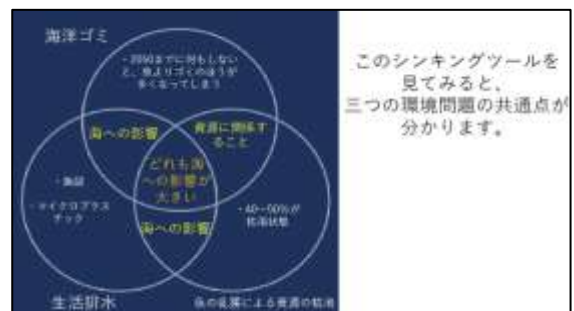 海洋ゴミ
・2050までに何もしない
と、魚よりゴミのほうが
多くなってしまう
海への影響
資源に関係す
ること
どれも海
への影響が
大きい
・マイクロプラス
チック
・40~50%が
海への影響
生活排水
魚の乱獲による資源の枯渇
このシンキングツールを
見てみると、
三つの環境問題の共通点が
分かります。